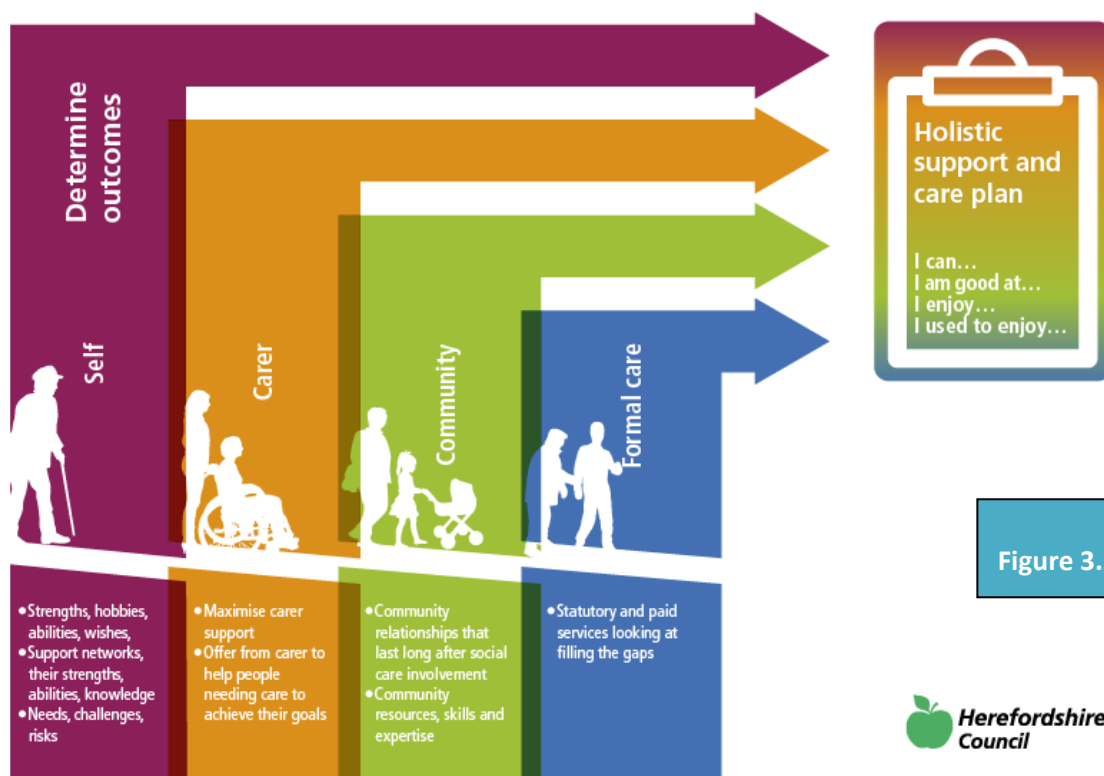 Determine
outcomes
Self
Carer
Community
Formal care
Holistic
support and
care plan
I can...
I am good at...
I enjoy...
I used to enjoy...
•Strengths, hobbies,
abilities, wishes,
•Support networks,
their strengths,
abilities, knowledge
•Needs, challenges,
risks
•Maximise carer
support
•Offer from carer to
help people
needing care to
achieve their goals
•Community
relationships that
last long after social
care involvement
•Community
resources, skills and
expertise
•Statutory and paid
services looking at
filling the gaps
Figure 3.
Herefordshire
Council